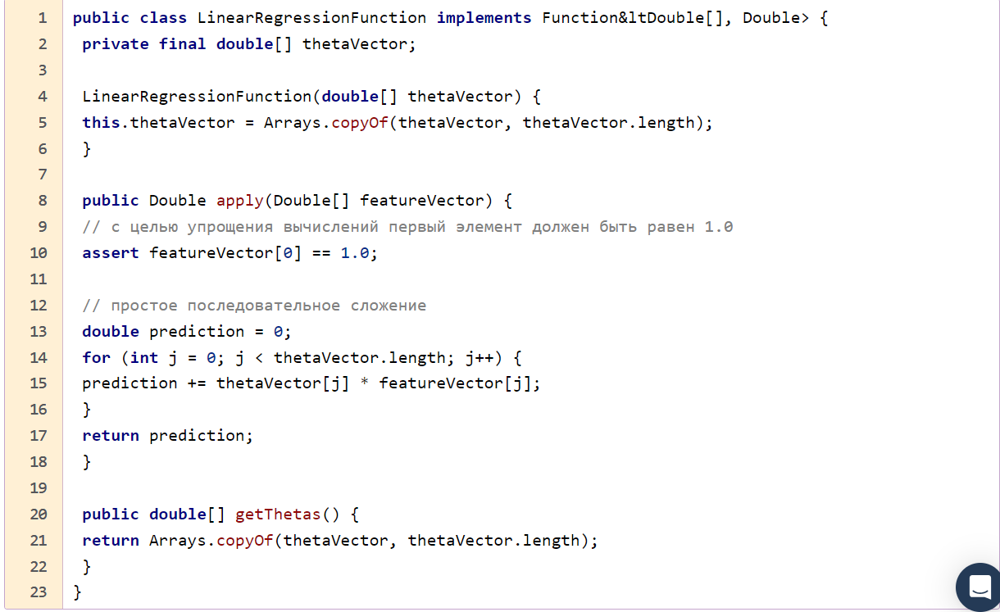 1 public class LinearRegressionFunction implements Function&ltDouble[], Double> {
2 private final double[] thetaVector;
3
4 LinearRegressionFunction(double[] thetaVector) {
5 this.thetaVector = Arrays.copyOf(thetaVector, thetaVector.length);
6 }
7
8 public Double apply(Double[] featureVector) {
9 // с целью упрощения вычислений первый элемент должен быть равен 1.0
10 assert featureVector[0] == 1.0;
11
12 // простое последовательное сложение
13 double prediction = 0;
14 for (int j = 0; j < thetaVector.length; j++) {
15 prediction += thetaVector[j] * featureVector[j];
16 }
17 return prediction;
18 }
19
20 public double[] getThetas() {
21 return Arrays.copyOf(thetaVector, thetaVector.length);
22 }
23 }